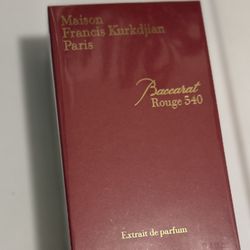 Maison
Francis Kurkdjian
Paris
Baccarat
Rouge 540
Extrait de parfum